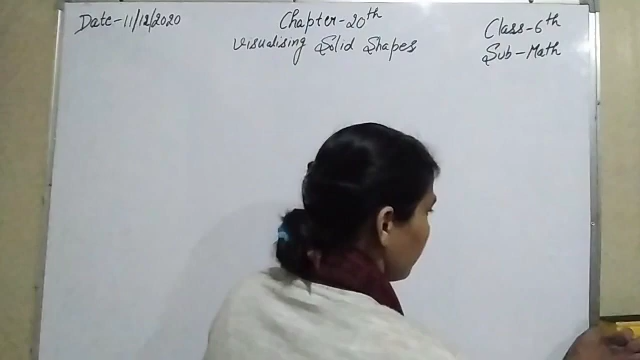 Date-11/12/2020
Chapter-20th
Class-6th
Visualising Solid Shapes
Sub-Math